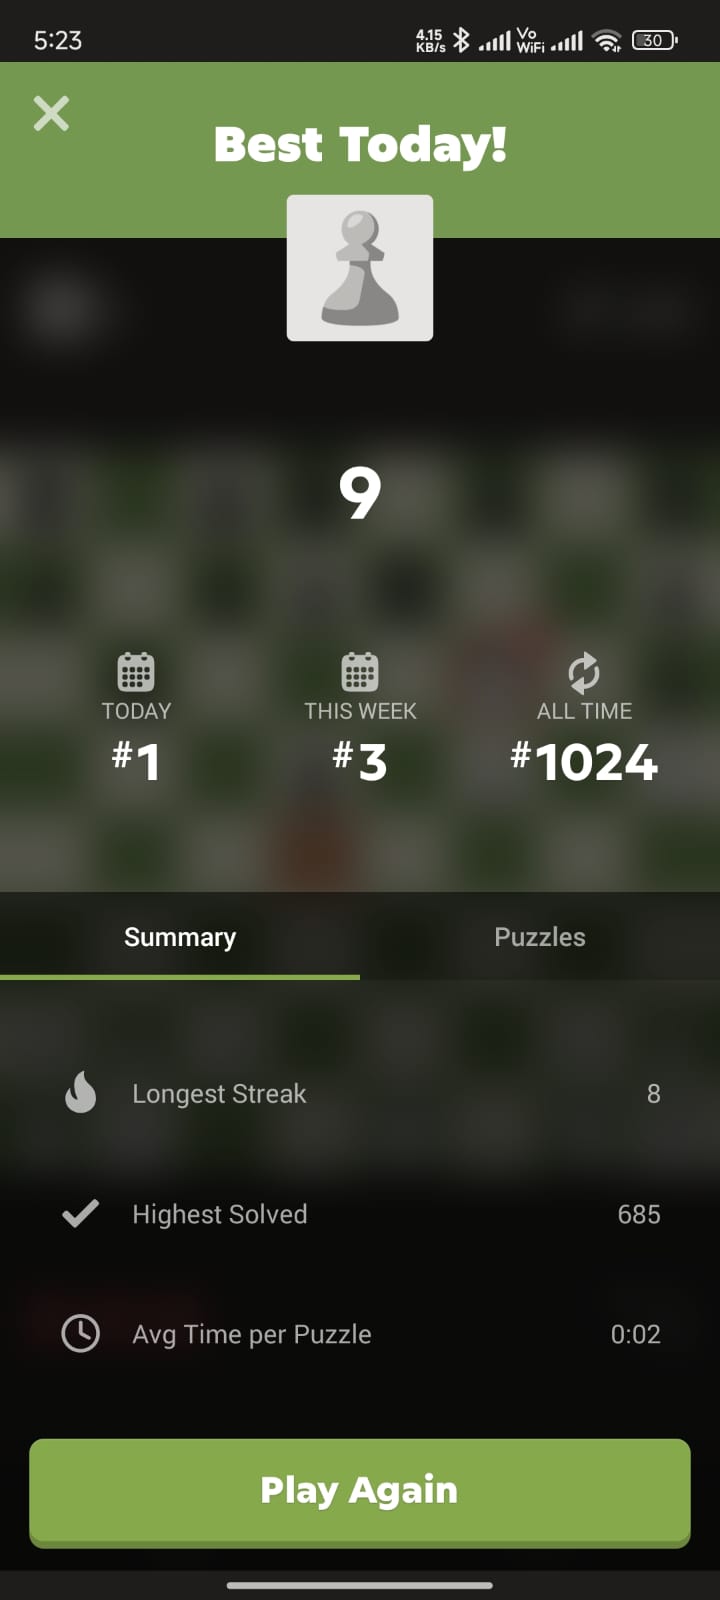 5:23
4.15 KB/s Vo WiFi 30
Best Today!
9
TODAY THIS WEEK ALL TIME
#1 #3 #1024
Summary Puzzles
Longest Streak 8
Highest Solved 685
Avg Time per Puzzle 0:02
Play Again